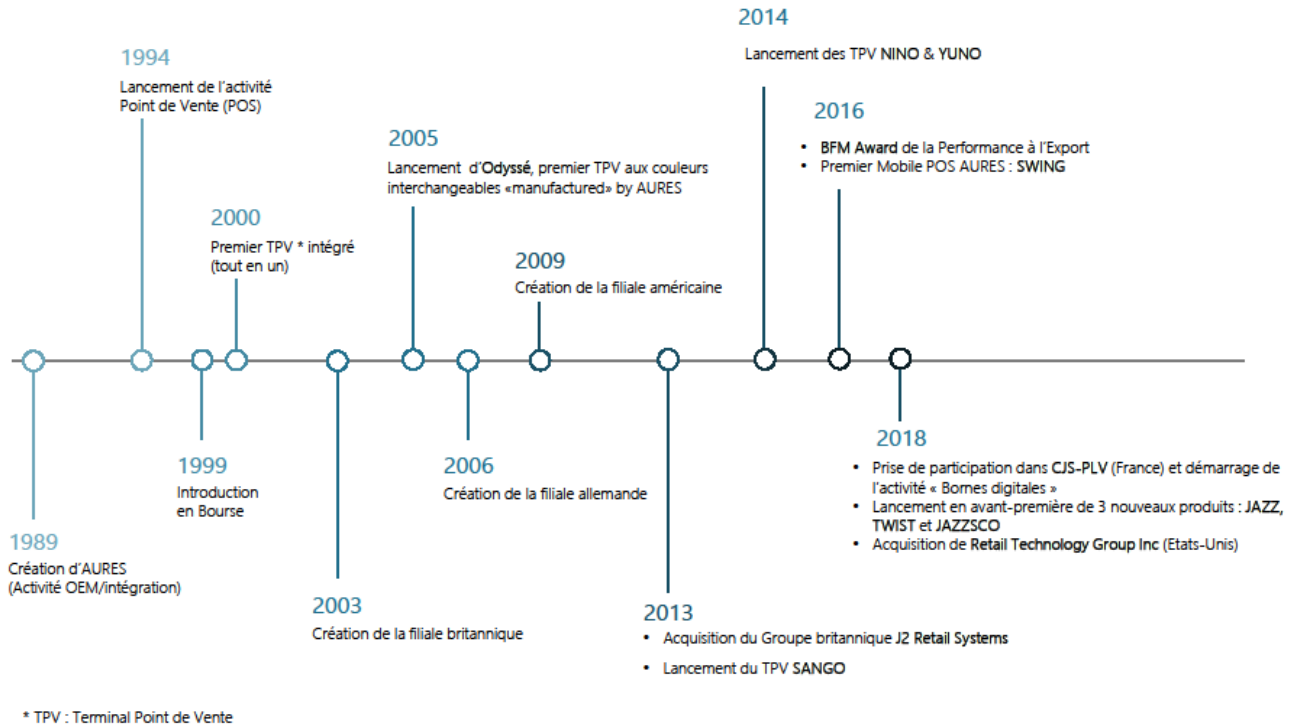 2014
Lancement des TPV NINO & YUNO
1994
Lancement de l'activité
Point de Vente (POS)
2016
• BFM Award de la Performance à l'Export
• Premier Mobile POS AURES : SWING
2005
Lancement d'Odyssé, premier TPV aux couleurs
interchangeables «manufactured» by AURES
2000
Premier TPV * intégré
(tout en un)
2009
Création de la filiale américaine
2018
• Prise de participation dans CJS-PLV (France) et démarrage de
l'activité « Bornes digitales »
• Lancement en avant-première de 3 nouveaux produits : JAZZ,
TWIST et JAZZSCO
• Acquisition de Retail Technology Group Inc (Etats-Unis)
1999
Introduction
en Bourse
2006
Création de la filiale allemande
1989
Création d'AURES
(Activité OEM/intégration)
2003
Création de la filiale britannique
2013
• Acquisition du Groupe britannique J2 Retail Systems
• Lancement du TPV SANGO
* TPV : Terminal Point de Vente